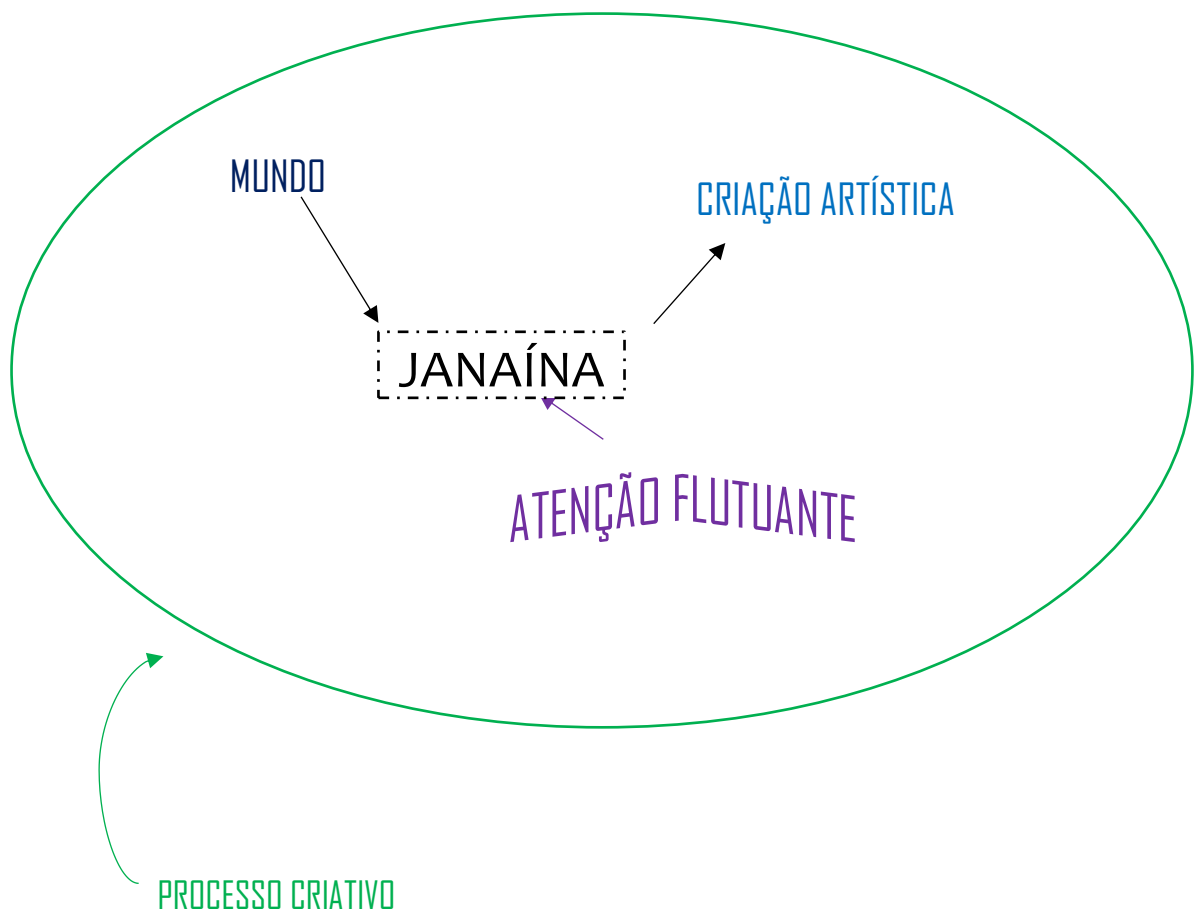 MUNDO
CRIAÇÃO ARTÍSTICA
JANAÍNA
ATENÇÃO FLUTUANTE
PROCESSO CRIATIVO